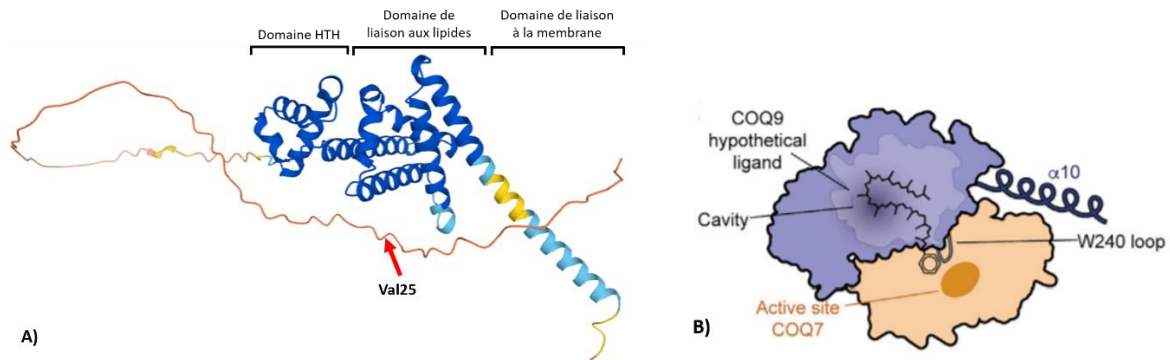 Domaine HTH
Domaine de
liaison aux lipides
Domaine de liaison
à la membrane
Val25
A)
COQ9
hypothetical
ligand
Cavity
α10
W240 loop
Active site
COQ7
B)